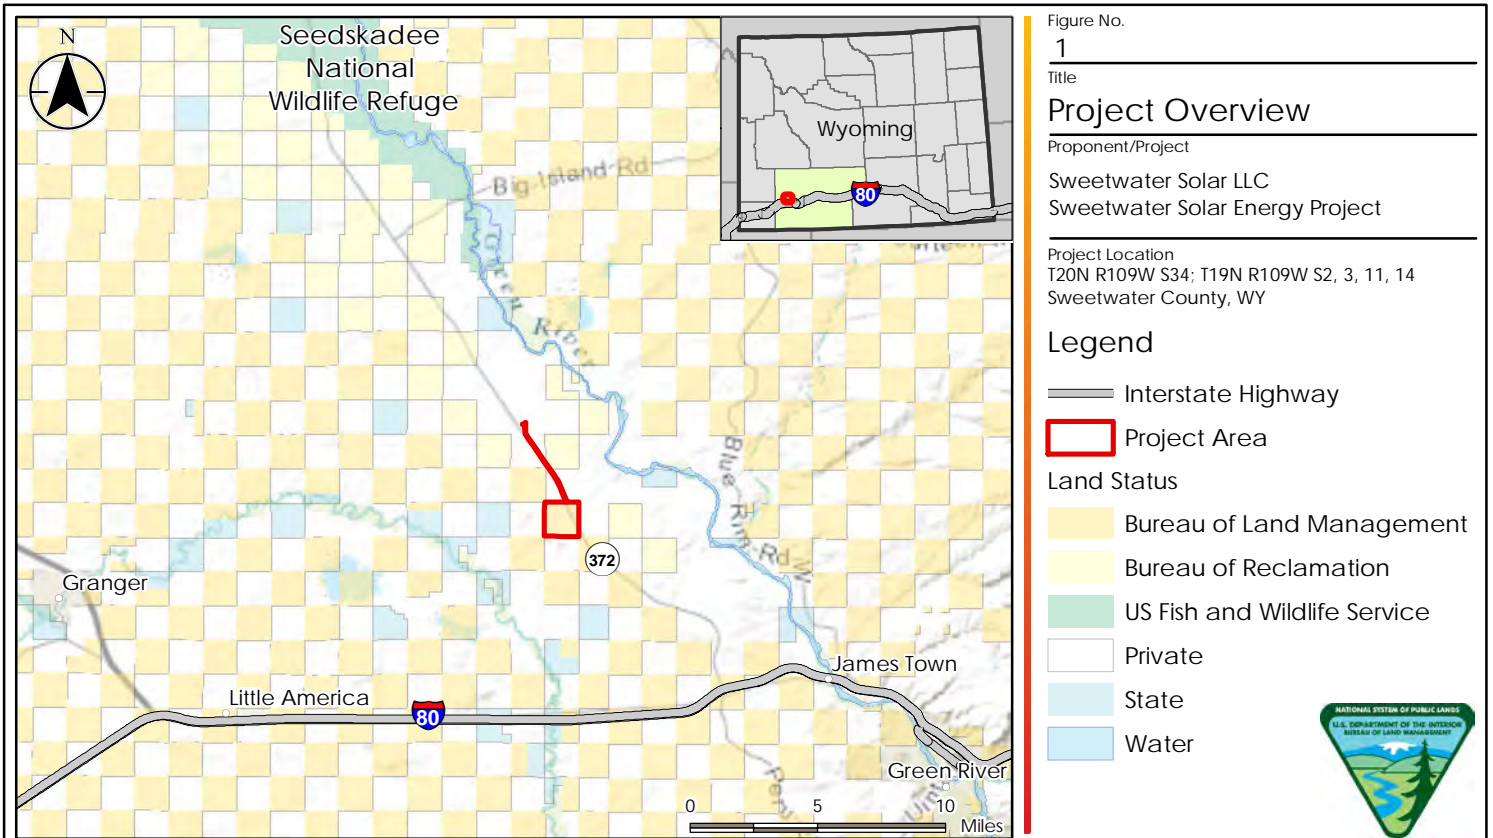 N
Seedskadee
National
Wildlife Refuge
Big Island Rd
Green River
Blue Rim Rd W
372
Granger
Little America
80
James Town
Green River
0 5 10
Miles
Wyoming
80
Figure No.
1
Title
Project Overview
Proponent/Project
Sweetwater Solar LLC
Sweetwater Solar Energy Project
Project Location
T20N R109W S34; T19N R109W S2, 3, 11, 14
Sweetwater County, WY
Legend
Interstate Highway
Project Area
Land Status
Bureau of Land Management
Bureau of Reclamation
US Fish and Wildlife Service
Private
State
Water
NATIONAL SYSTEM OF PUBLIC LANDS
U.S. DEPARTMENT OF THE INTERIOR
BUREAU OF LAND MANAGEMENT